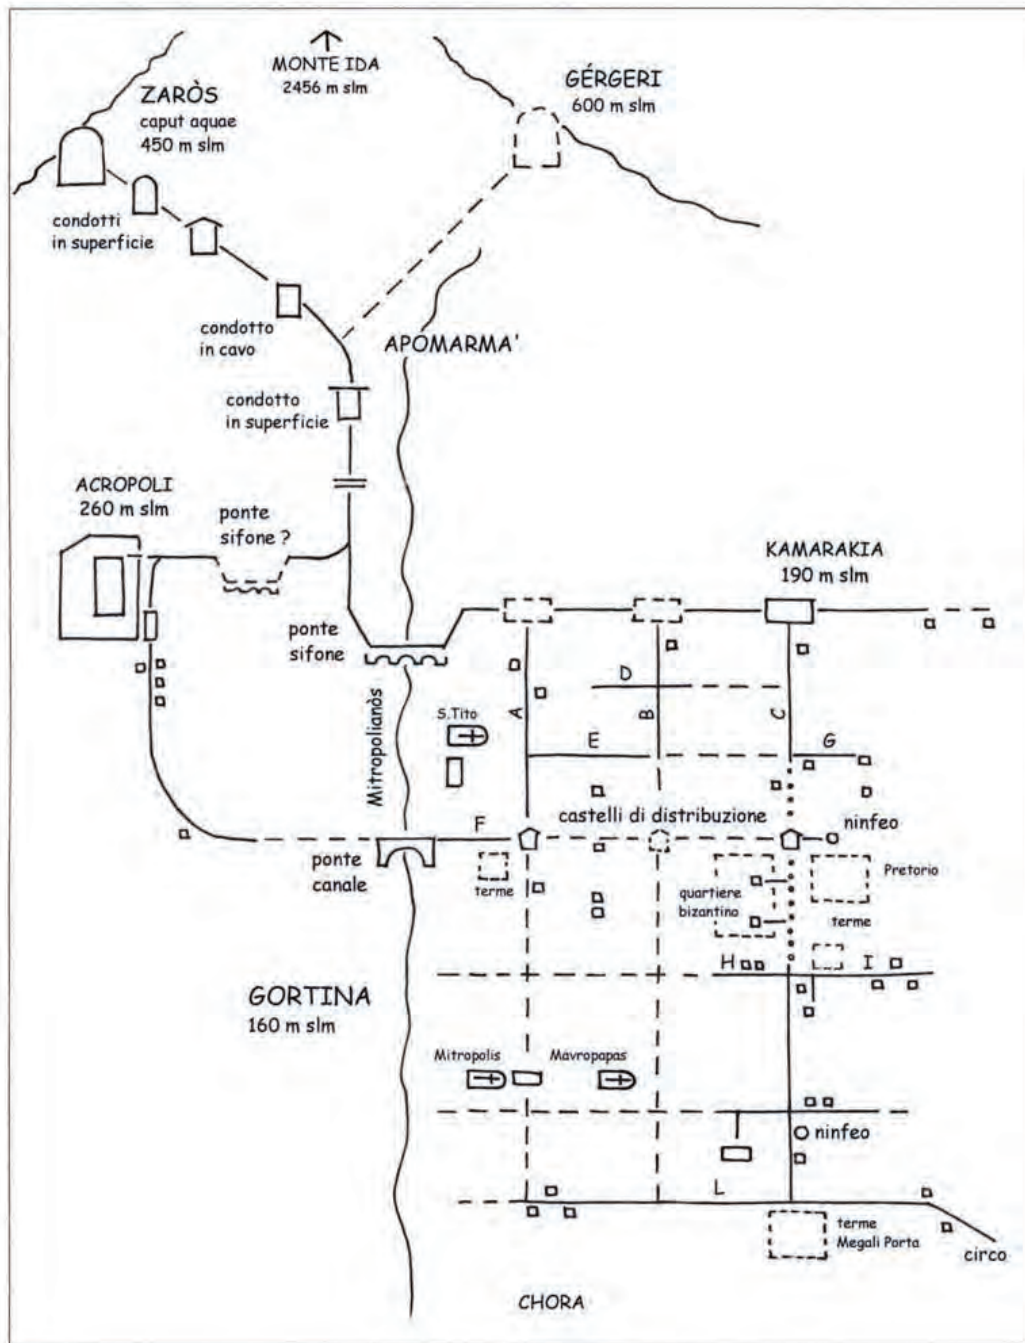 MONTE IDA
2456 m slm
GÉRGERI
600 m slm
ZARÒS
caput aquae
450 m slm
condotti
in superficie
condotto
in cavo
APOMARMA'
condotto
in superficie
ACROPOLI
260 m slm
ponte
sifone ?
KAMARAKIA
190 m slm
ponte
sifone
D
A
B
C
S.Tito
Mitropolianòs
E
G
F
castelli di distribuzione
ninfeo
ponte
canale
terme
quartiere
bizantino
Pretorio
terme
H
I
GORTINA
160 m slm
Mitropolis
Mavropapas
ninfeo
L
terme
Megali Porta
circo
CHORA